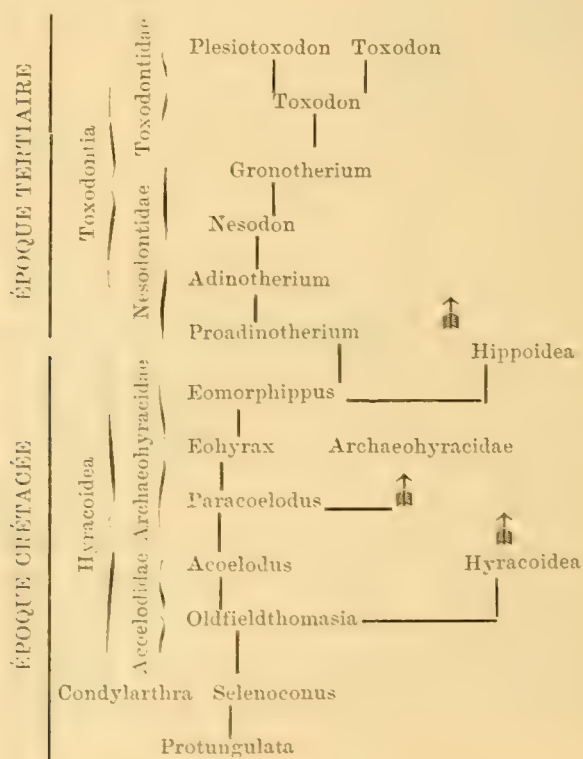 Plesiotoxodon Toxodon
Toxodon
Gronotherium
Nesodon
Adinotherium
Proadinotherium
Hippoidea
Eomorphippus
Eohyrax Archaeohyracidae
Paracoelodus
Acoelodus Hyracoidea
Oldfieldthomasia
Condylarthra Selenoconus
Protungulata
ÉPOQUE TERTIAIRE
Toxodontia
Toxodontidae
Nesodontidae
ÉPOQUE CRÉTACÉE
Hyracoidea
Archaeohyracidae
Acoelodidae